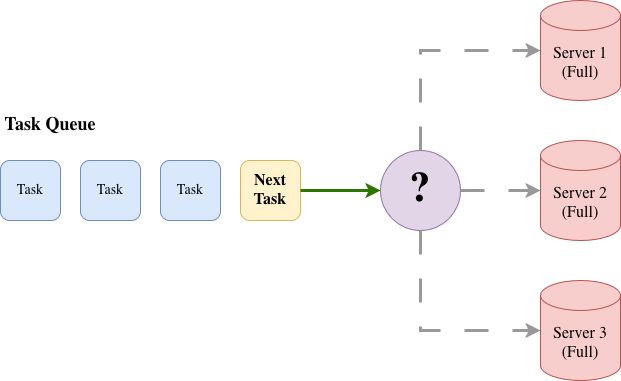 Server 1
(Full)
Task Queue
Task
Task
Task
Next
Task
?
Server 2
(Full)
Server 3
(Full)